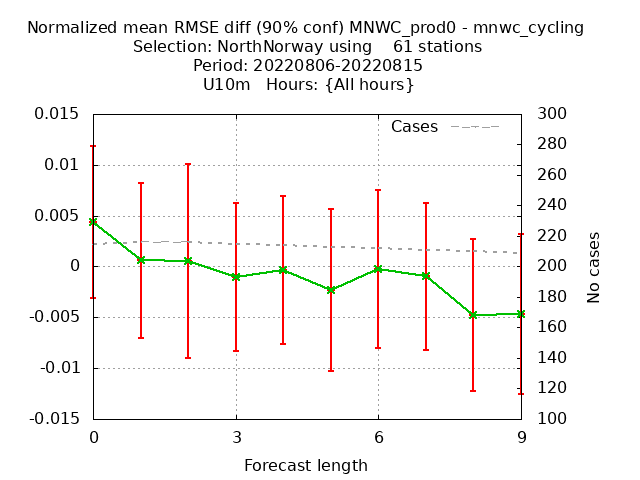 Normalized mean RMSE diff (90% conf) MNWC_prod0 - mnwc_cycling
Selection: NorthNorway using    61 stations
Period: 20220806-20220815
U10m   Hours: {All hours}
Cases
0.015
0.01
0.005
0
-0.005
-0.01
-0.015
300
280
260
240
220
200
180
160
140
120
100
No cases
0 3 6 9
Forecast length